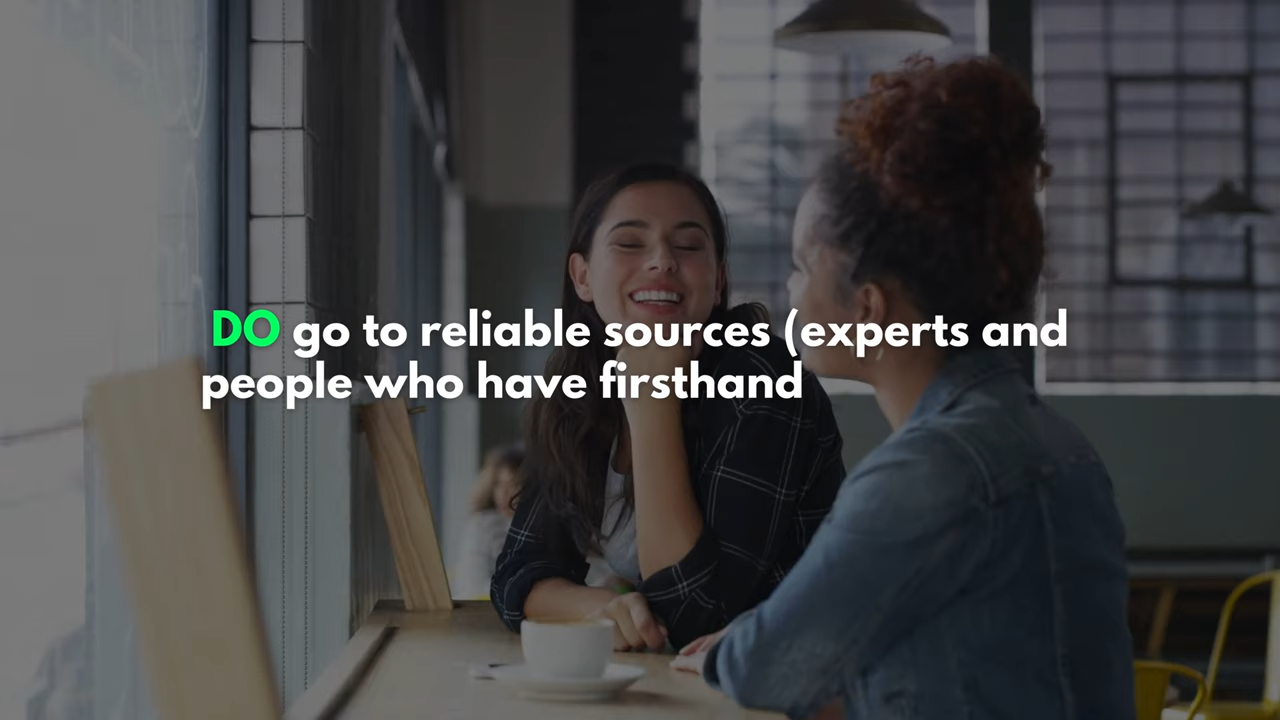 DO go to reliable sources (experts and
people who have firsthand